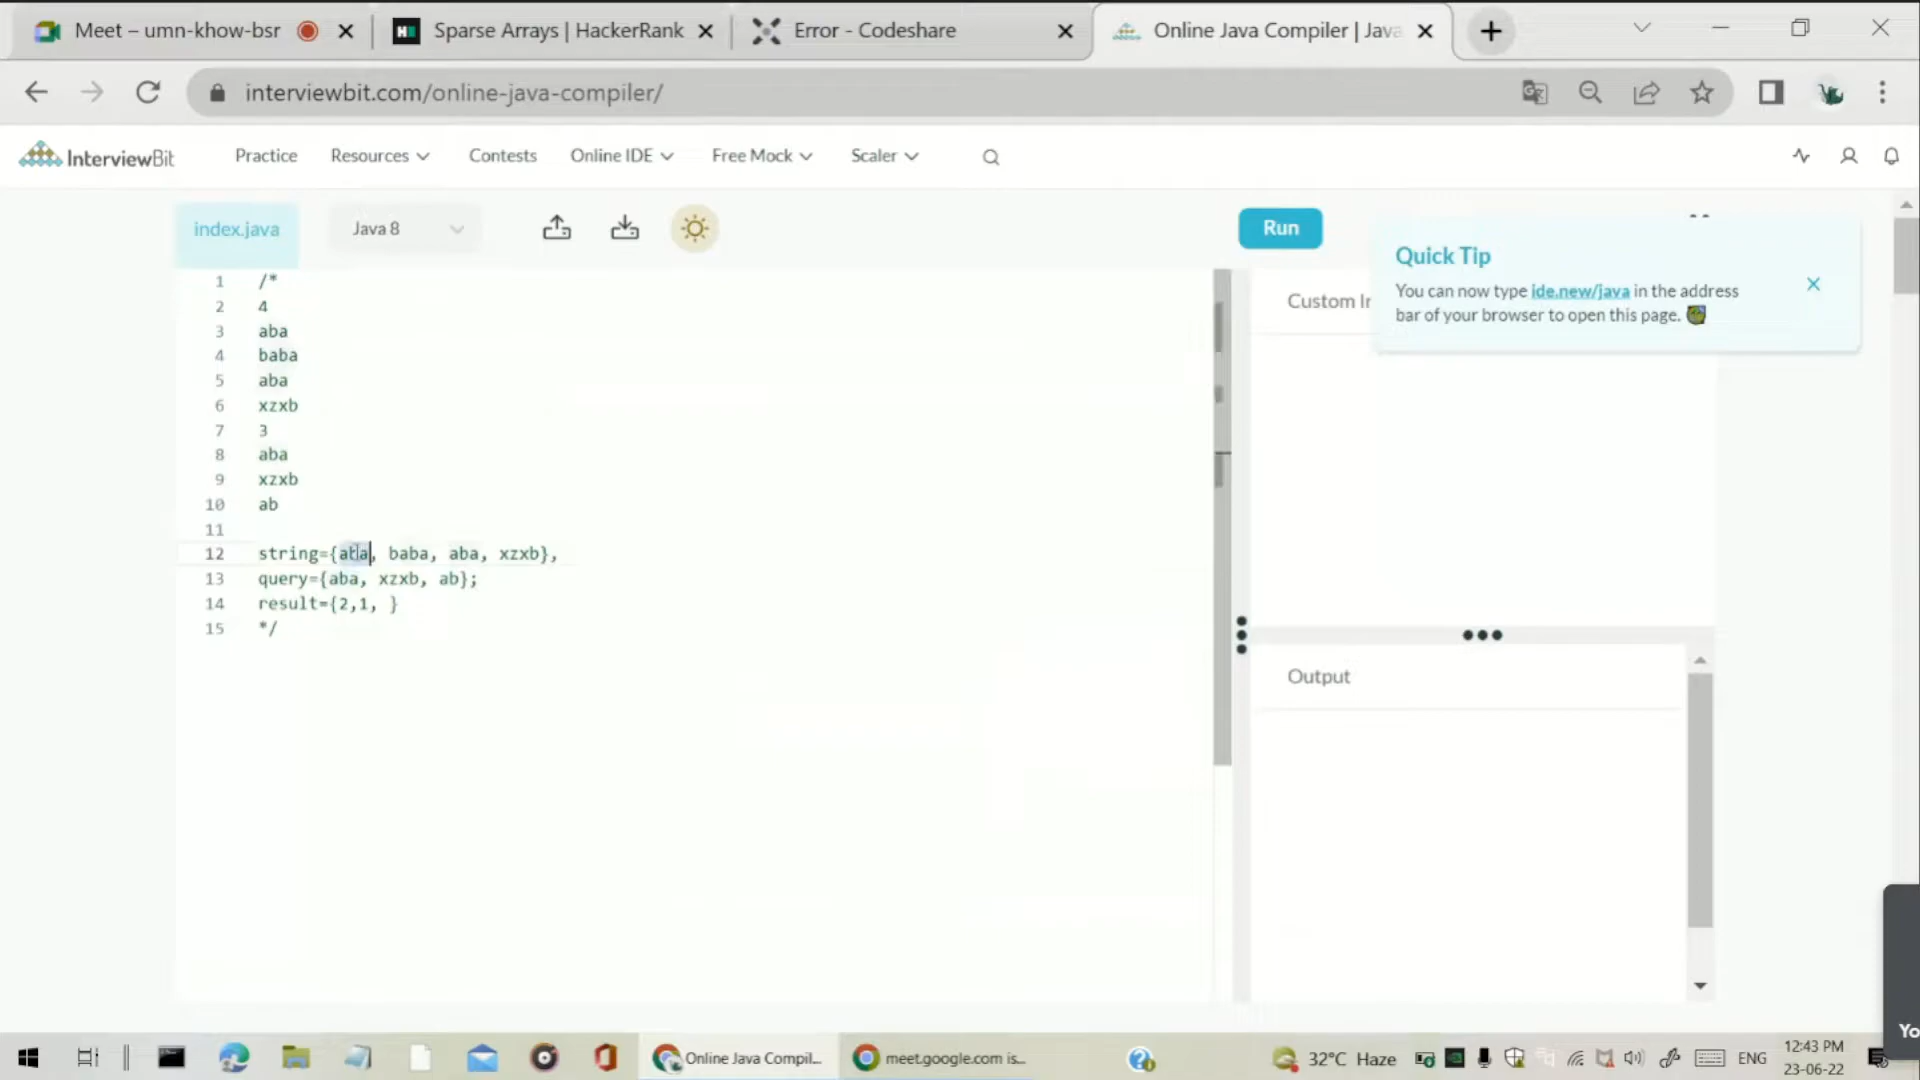 Meet – umn-khow-bsr
Sparse Arrays | HackerRank
Error - Codeshare
Online Java Compiler | Java
interviewbit.com/online-java-compiler/
InterviewBit
Practice
Resources
Contests
Online IDE
Free Mock
Scaler
index.java
Java 8
Run
Custom In
Quick Tip
You can now type ide.new/java in the address
bar of your browser to open this page.
1 /*
2 4
3 aba
4 baba
5 aba
6 xzxb
7 3
8 aba
9 xzxb
10 ab
11
12 string={aba, baba, aba, xzxb},
13 query={aba, xzxb, ab};
14 result={2,1, }
15 */
Output
Yo
Online Java Compil...
meet.google.com is...
32°C Haze
ENG
12:43 PM
23-06-22